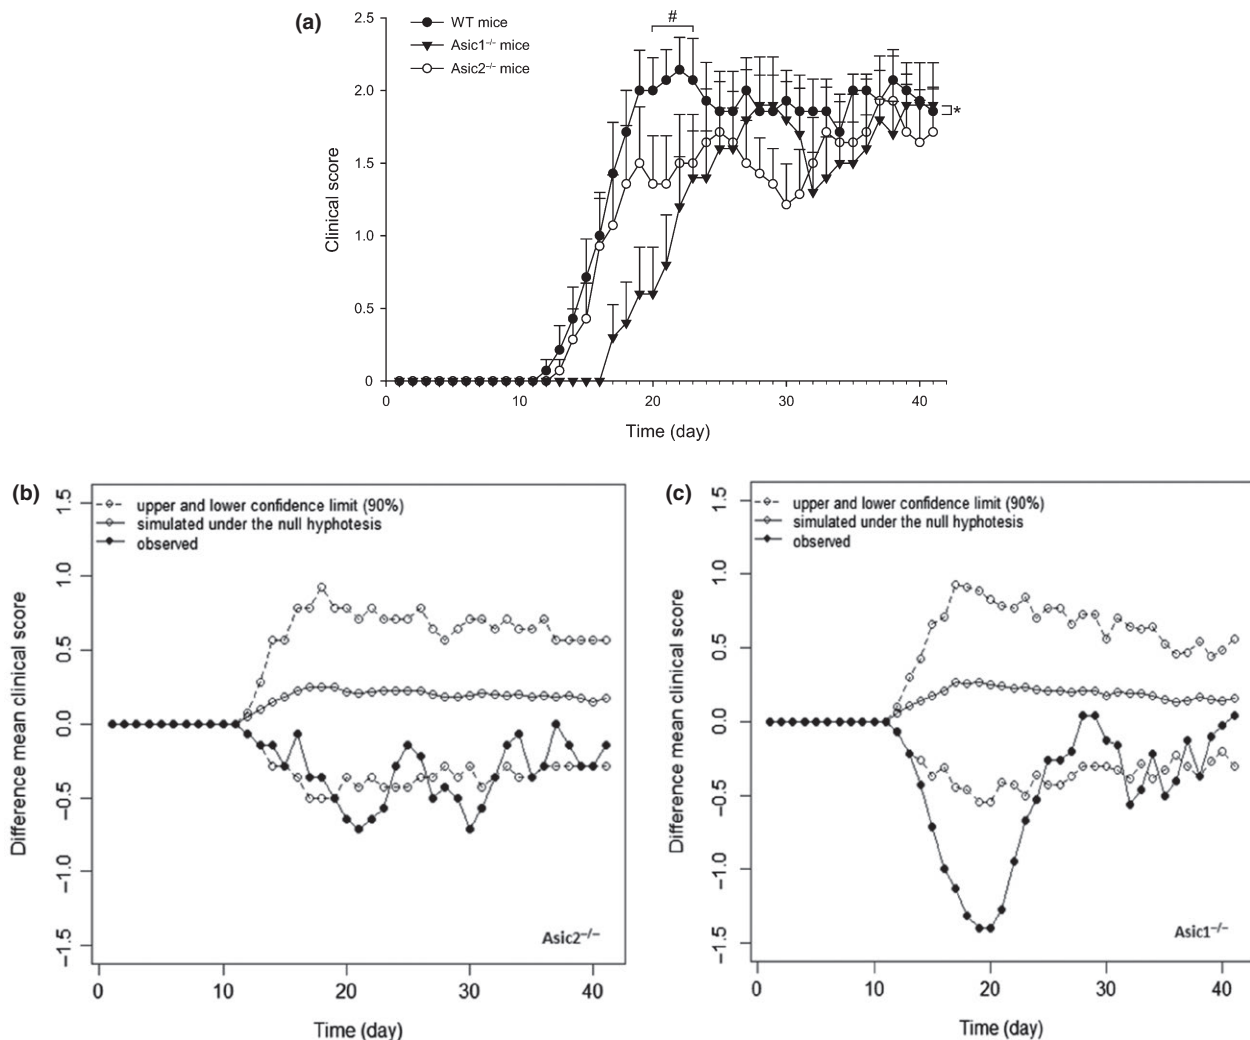 (a)
2.5
2.0
1.5
1.0
0.5
0
Clinical score
WT mice
Asic1⁻/⁻ mice
Asic2⁻/⁻ mice
#
*
0 10 20 30 40
Time (day)
(b)
upper and lower confidence limit (90%)
simulated under the null hyphotesis
observed
1.5
1.0
0.5
0.0
−0.5
−1.0
−1.5
Difference mean clinical score
Asic2⁻/⁻
0 10 20 30 40
Time (day)
(c)
upper and lower confidence limit (90%)
simulated under the null hyphotesis
observed
1.5
1.0
0.5
0.0
−0.5
−1.0
−1.5
Difference mean clinical score
Asic1⁻/⁻
0 10 20 30 40
Time (day)